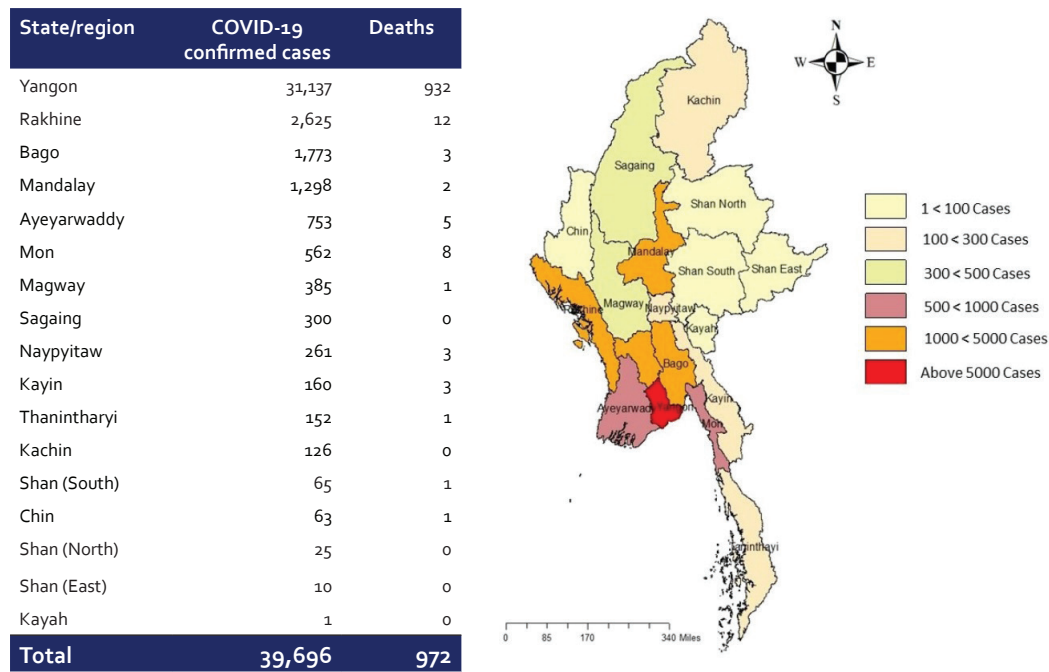 State/region COVID-19 confirmed cases Deaths
Yangon 31,137 932
Rakhine 2,625 12
Bago 1,773 3
Mandalay 1,298 2
Ayeyarwaddy 753 5
Mon 562 8
Magway 385 1
Sagaing 300 0
Naypyitaw 261 3
Kayin 160 3
Thanintharyi 152 1
Kachin 126 0
Shan (South) 65 1
Chin 63 1
Shan (North) 25 0
Shan (East) 10 0
Kayah 1 0
Total 39,696 972
N
W E
S
Kachin
Sagaing
Shan North
Chin
Mandalay
Shan South
Shan East
Magway
Naypyitaw
Kayah
Bago
Ayeyarwady
Yangon
Kayin
Mon
1 < 100 Cases
100 < 300 Cases
300 < 500 Cases
500 < 1000 Cases
1000 < 5000 Cases
Above 5000 Cases
0 85 170 340 Miles